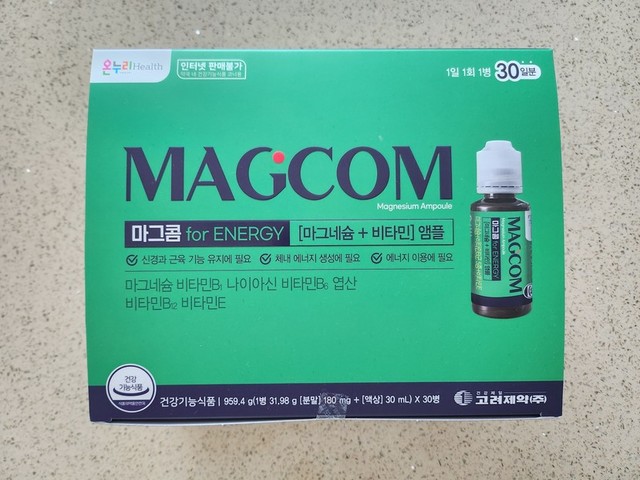 온누리Health
인터넷 판매불가
1일 1회 1병 30일분
MAGCOM
Magnesium Ampoule
마그콤 for ENERGY [마그네슘 + 비타민] 앰플
신경과 근육 기능 유지에 필요 체내 에너지 생성에 필요 에너지 이용에 필요
마그네슘 비타민B₁ 나이아신 비타민B₆ 엽산
비타민B₁₂ 비타민E
MAGCOM
마그콤 for ENERGY
건강
기능식품
건강기능식품 | 959.4 g(1병 31.98 g [분말] 180 mg + [액상] 30 mL) X 30병
고려제약(주)